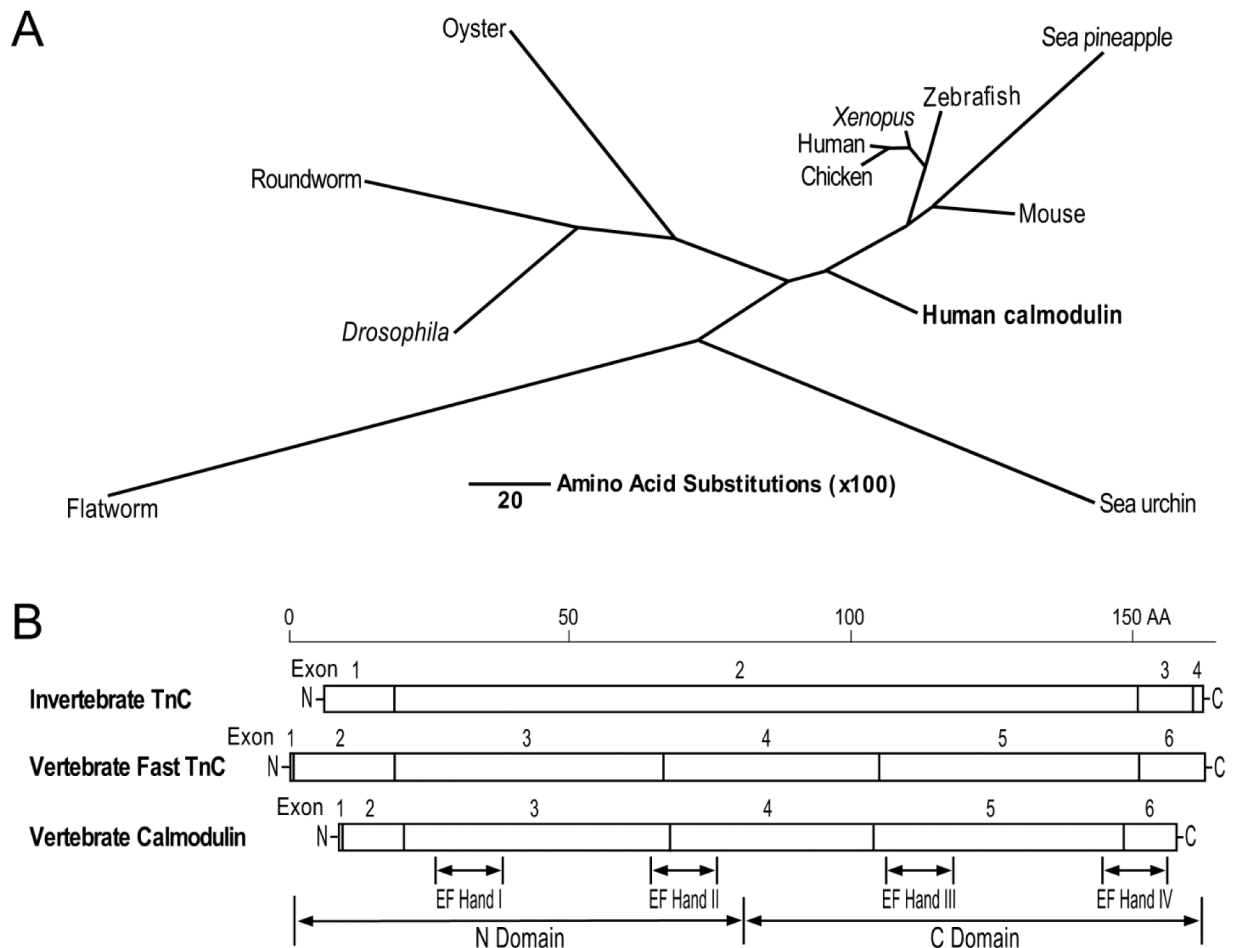 A
Oyster
Sea pineapple
Zebrafish
Xenopus
Human
Chicken
Roundworm
Mouse
Human calmodulin
Drosophila
Amino Acid Substitutions (x100)
20
Flatworm
Sea urchin
B
0 50 100 150 AA
Exon 1 2 3 4
Invertebrate TnC N C
Exon 1 2 3 4 5 6
Vertebrate Fast TnC N C
Exon 1 2 3 4 5 6
Vertebrate Calmodulin N C
EF Hand I EF Hand II EF Hand III EF Hand IV
N Domain C Domain